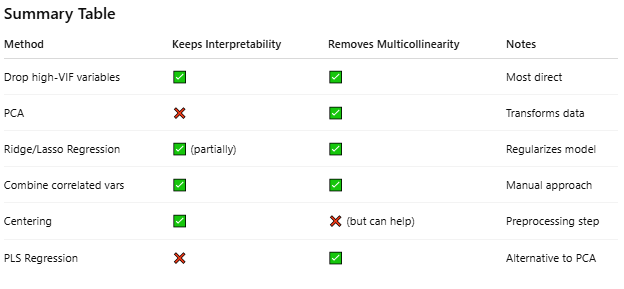 Summary Table
Method Keeps Interpretability Removes Multicollinearity Notes
Drop high-VIF variables ✅ ✅ Most direct
PCA ❌ ✅ Transforms data
Ridge/Lasso Regression ✅ (partially) ✅ Regularizes model
Combine correlated vars ✅ ✅ Manual approach
Centering ✅ ❌ (but can help) Preprocessing step
PLS Regression ❌ ✅ Alternative to PCA